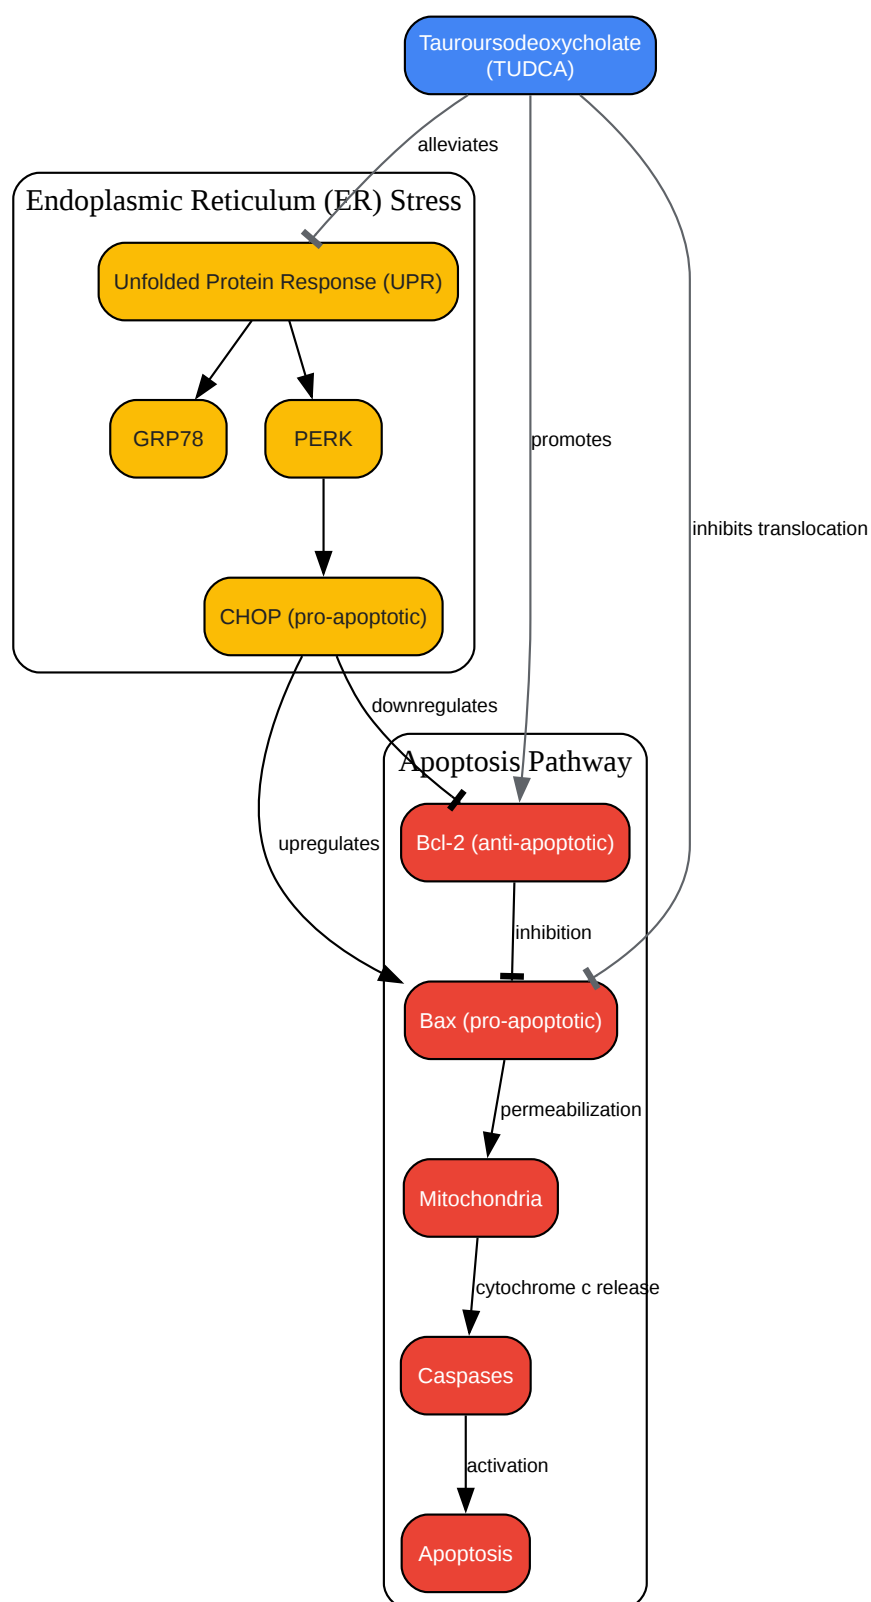 Tauroursodeoxycholate
(TUDCA)
alleviates
Endoplasmic Reticulum (ER) Stress
Unfolded Protein Response (UPR)
GRP78
PERK
promotes
inhibits translocation
CHOP (pro-apoptotic)
downregulates
Apoptosis Pathway
upregulates
Bcl-2 (anti-apoptotic)
inhibition
Bax (pro-apoptotic)
permeabilization
Mitochondria
cytochrome c release
Caspases
activation
Apoptosis